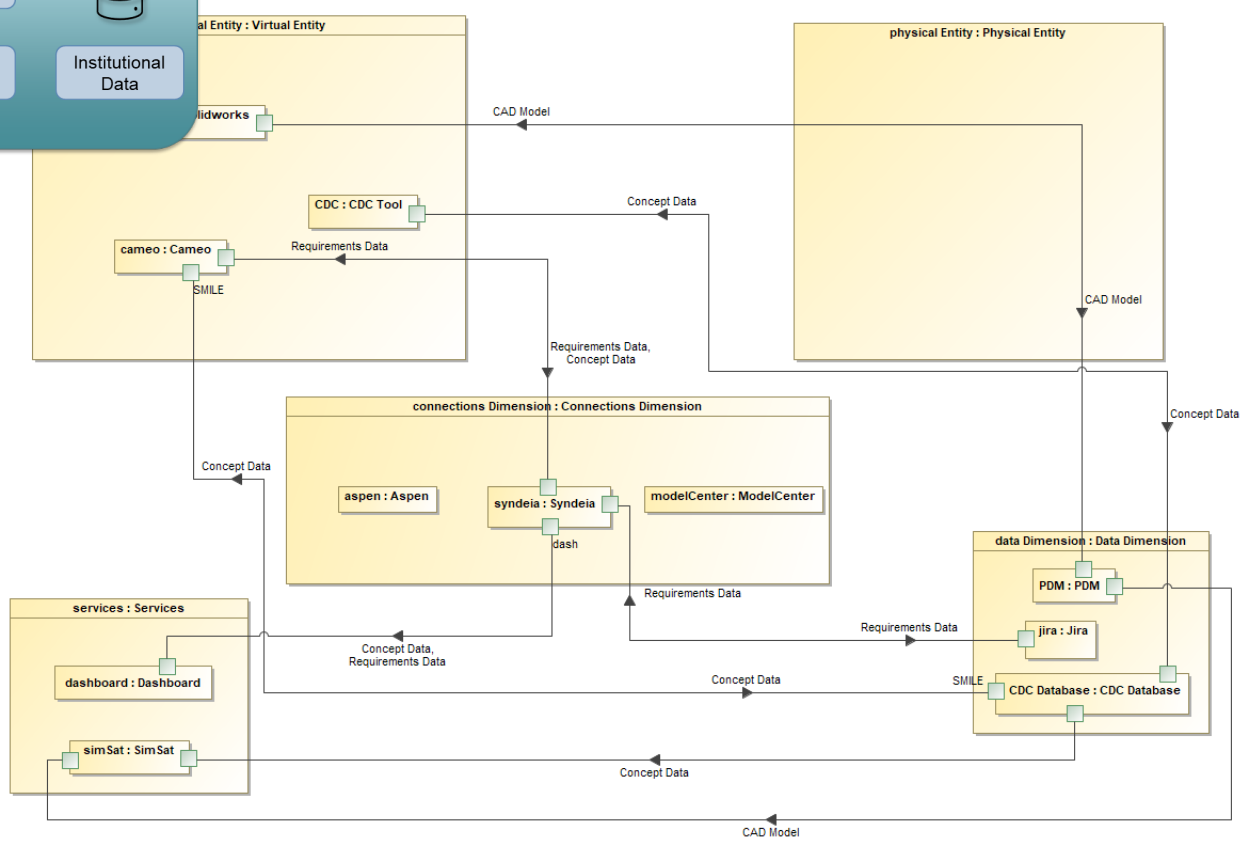 al Entity : Virtual Entity
physical Entity : Physical Entity
Institutional
Data
lidworks
CAD Model
CDC : CDC Tool
Concept Data
cameo : Cameo
Requirements Data
SMILE
CAD Model
Requirements Data,
Concept Data
connections Dimension : Connections Dimension
Concept Data
Concept Data
aspen : Aspen
syndeia : Syndeia
modelCenter : ModelCenter
dash
data Dimension : Data Dimension
PDM : PDM
Requirements Data
services : Services
Requirements Data
jira : Jira
Concept Data,
Requirements Data
dashboard : Dashboard
Concept Data
SMILE
CDC Database : CDC Database
simSat : SimSat
Concept Data
CAD Model